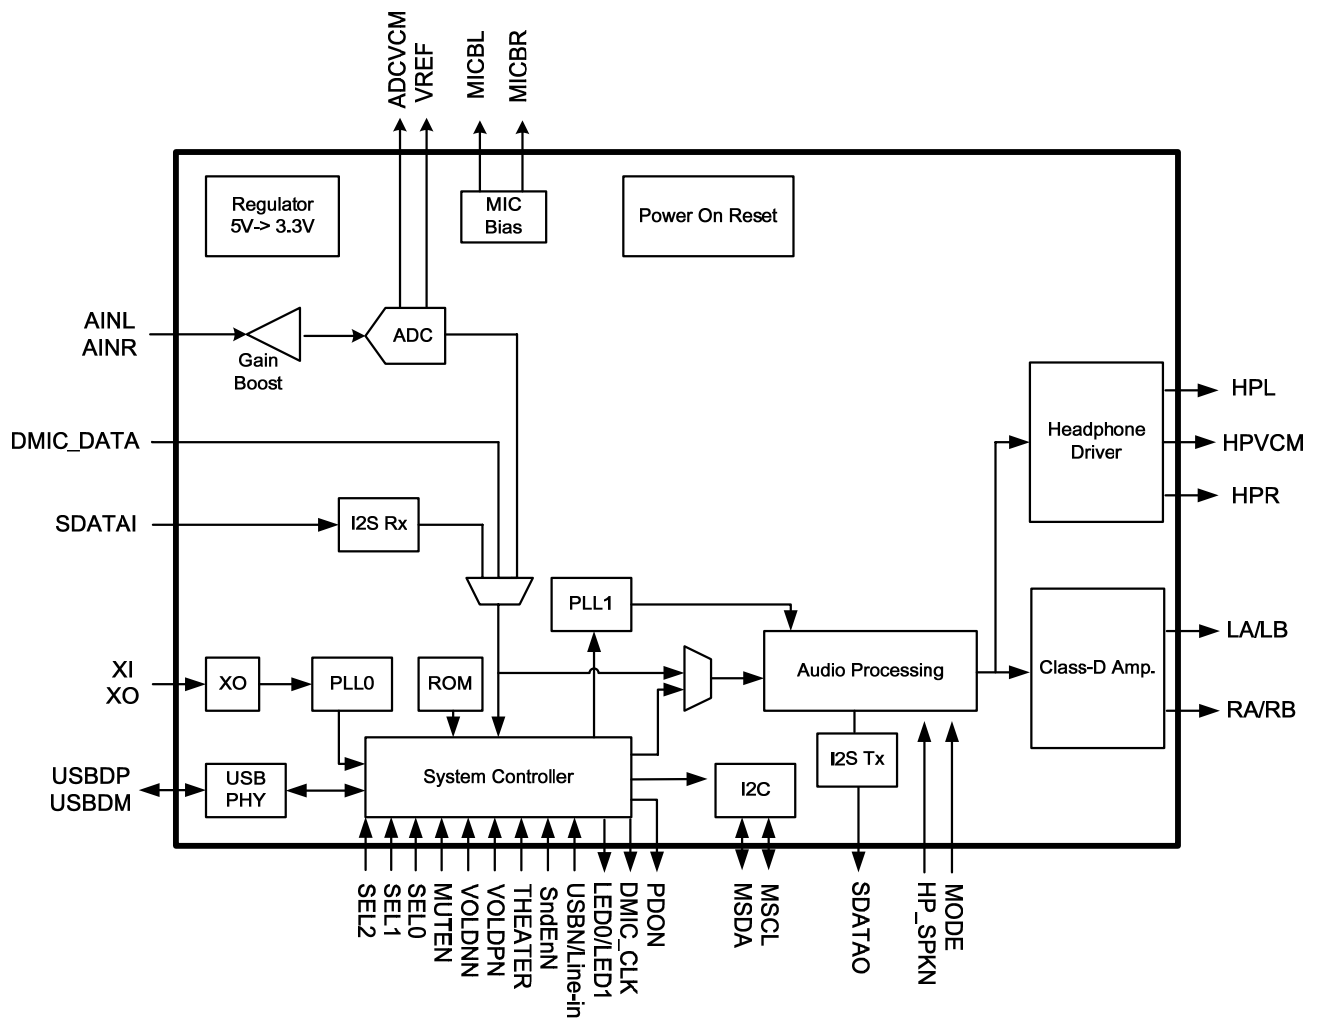 ADCVCM
VREF
MICBL
MICBR
Regulator
5V-> 3.3V
MIC
Bias
Power On Reset
AINL
AINR
Gain
Boost
ADC
DMIC_DATA
SDATAI
I2S Rx
Headphone
Driver
HPL
HPVCM
HPR
PLL1
XI
XO
XO
PLL0
ROM
Audio Processing
Class-D Amp.
LA/LB
RA/RB
USBDP
USBDM
USB
PHY
System Controller
I2C
I2S Tx
SEL2
SEL1
SEL0
MUTEN
VOLDNN
VOLDPN
THEATER
SndEnN
USBN/Line-in
LED0/LED1
DMIC_CLK
PDON
MSDA
MSCL
SDATAO
HP_SPKN
MODE